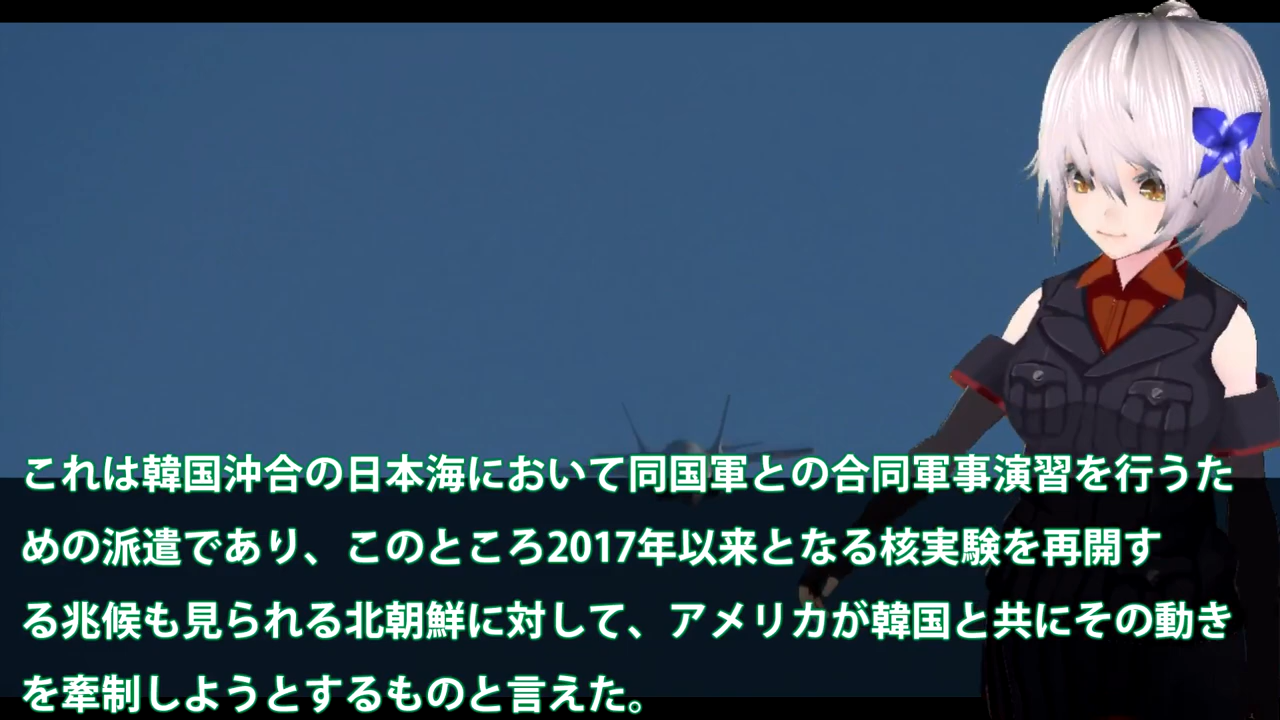 これは韓国沖合の日本海において同国軍との合同軍事演習を行うた
めの派遣であり、このところ2017年以来となる核実験を再開す
る兆候も見られる北朝鮮に対して、アメリカが韓国と共にその動き
を牽制しようとするものと言えた。